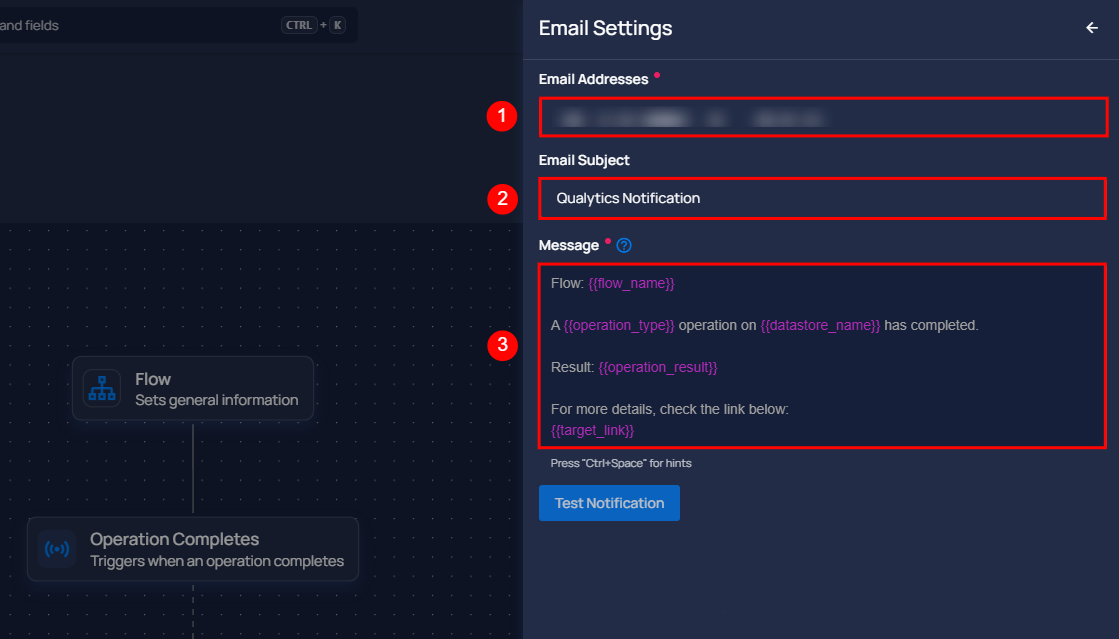 and fields
CTRL + K
Email Settings
Email Addresses
1
Email Subject
2
Qualytics Notification
Message
3
Flow: {{flow_name}}
A {{operation_type}} operation on {{datastore_name}} has completed.
Result: {{operation_result}}
For more details, check the link below:
{{target_link}}
Press "Ctrl+Space" for hints
Test Notification
Flow
Sets general information
Operation Completes
Triggers when an operation completes